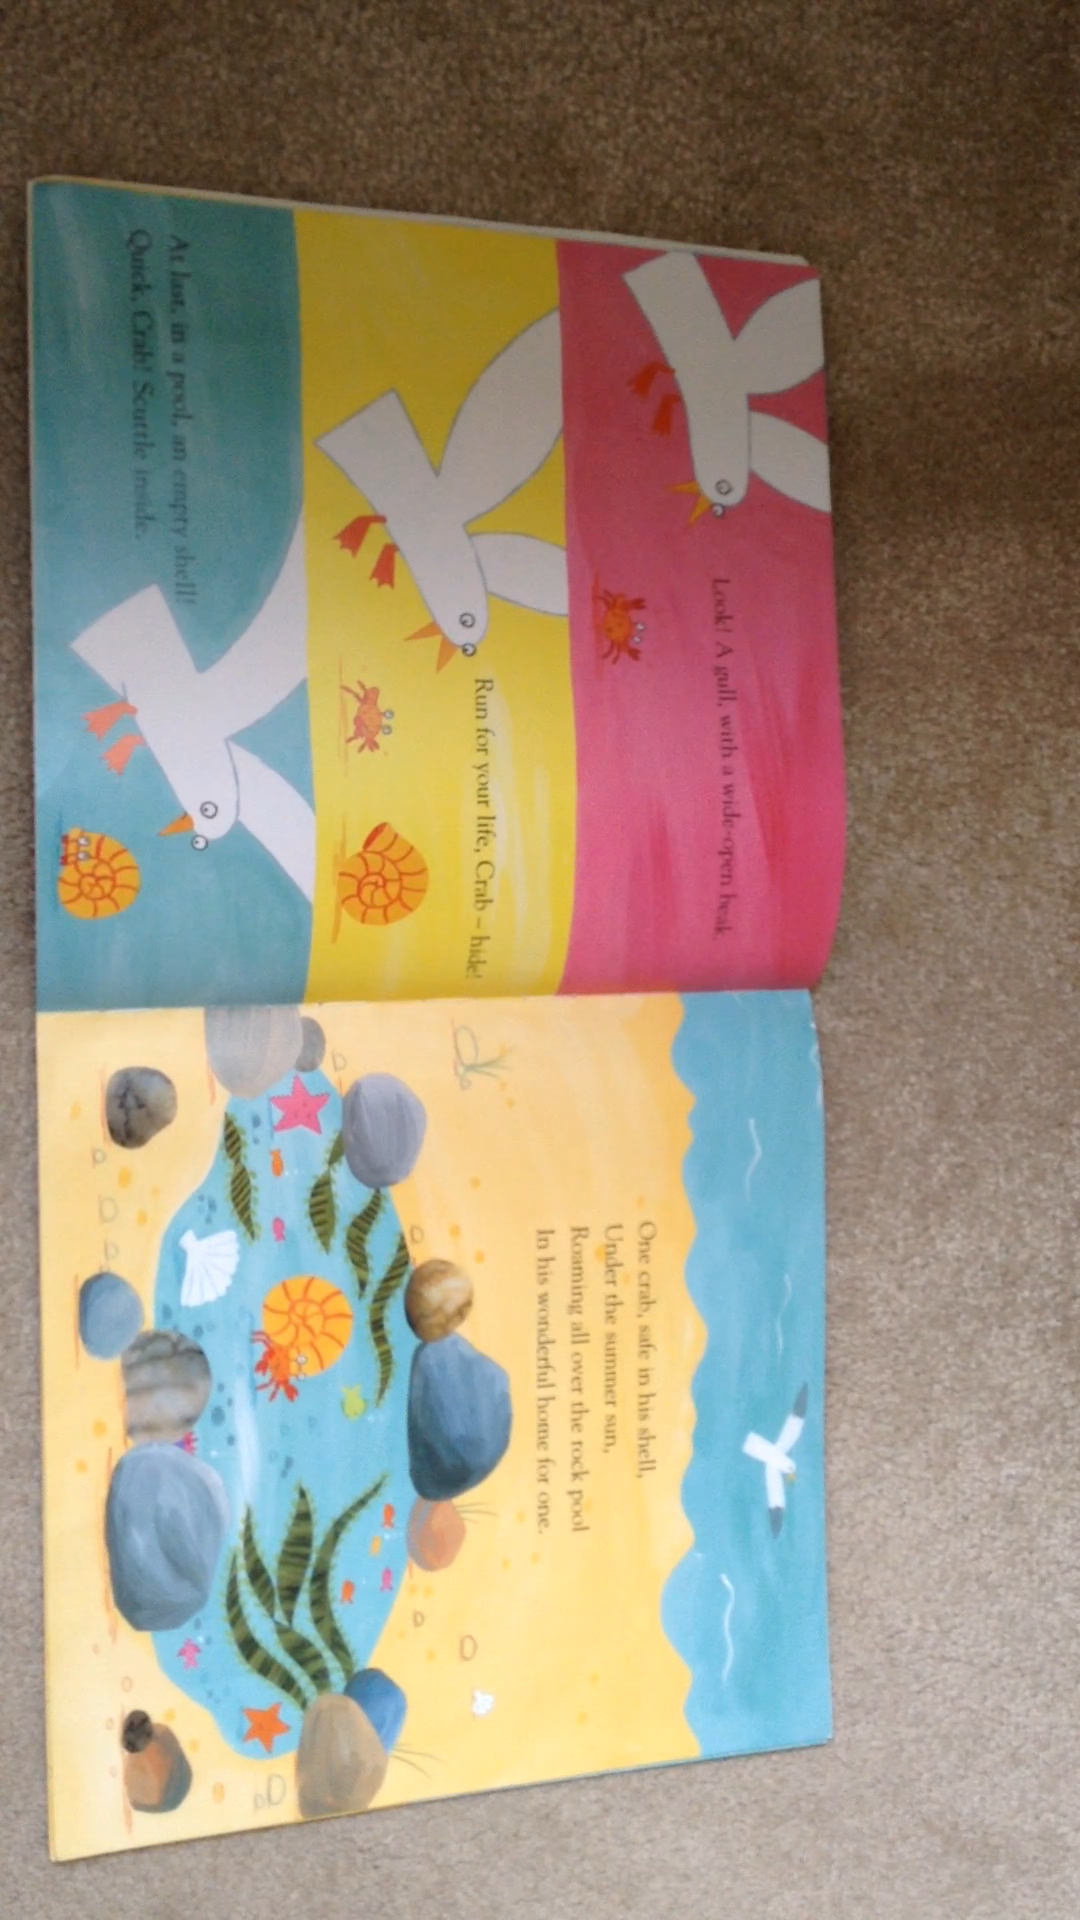 Look! A gull, with a wide-open beak.
Run for your life, Crab – hide!
At last, in a pool, an empty shell!
Quick, Crab! Scuttle inside.
One crab, safe in his shell,
Under the summer sun,
Roaming all over the rock pool
In his wonderful home for one.